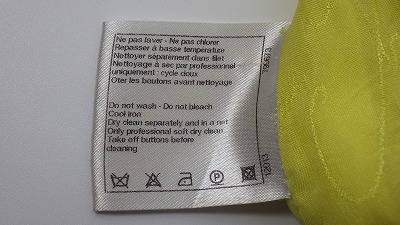 Ne pas laver - Ne pas chlorer
Repasser à basse température
Nettoyer séparément dans filet
Nettoyage à sec par professionnel
uniquement : cycle doux
Oter les boutons avant nettoyage
Do not wash - Do not bleach
Cool iron
Dry clean separately and in a net
Only professional soft dry clean
Take off buttons before
cleaning
P
12013